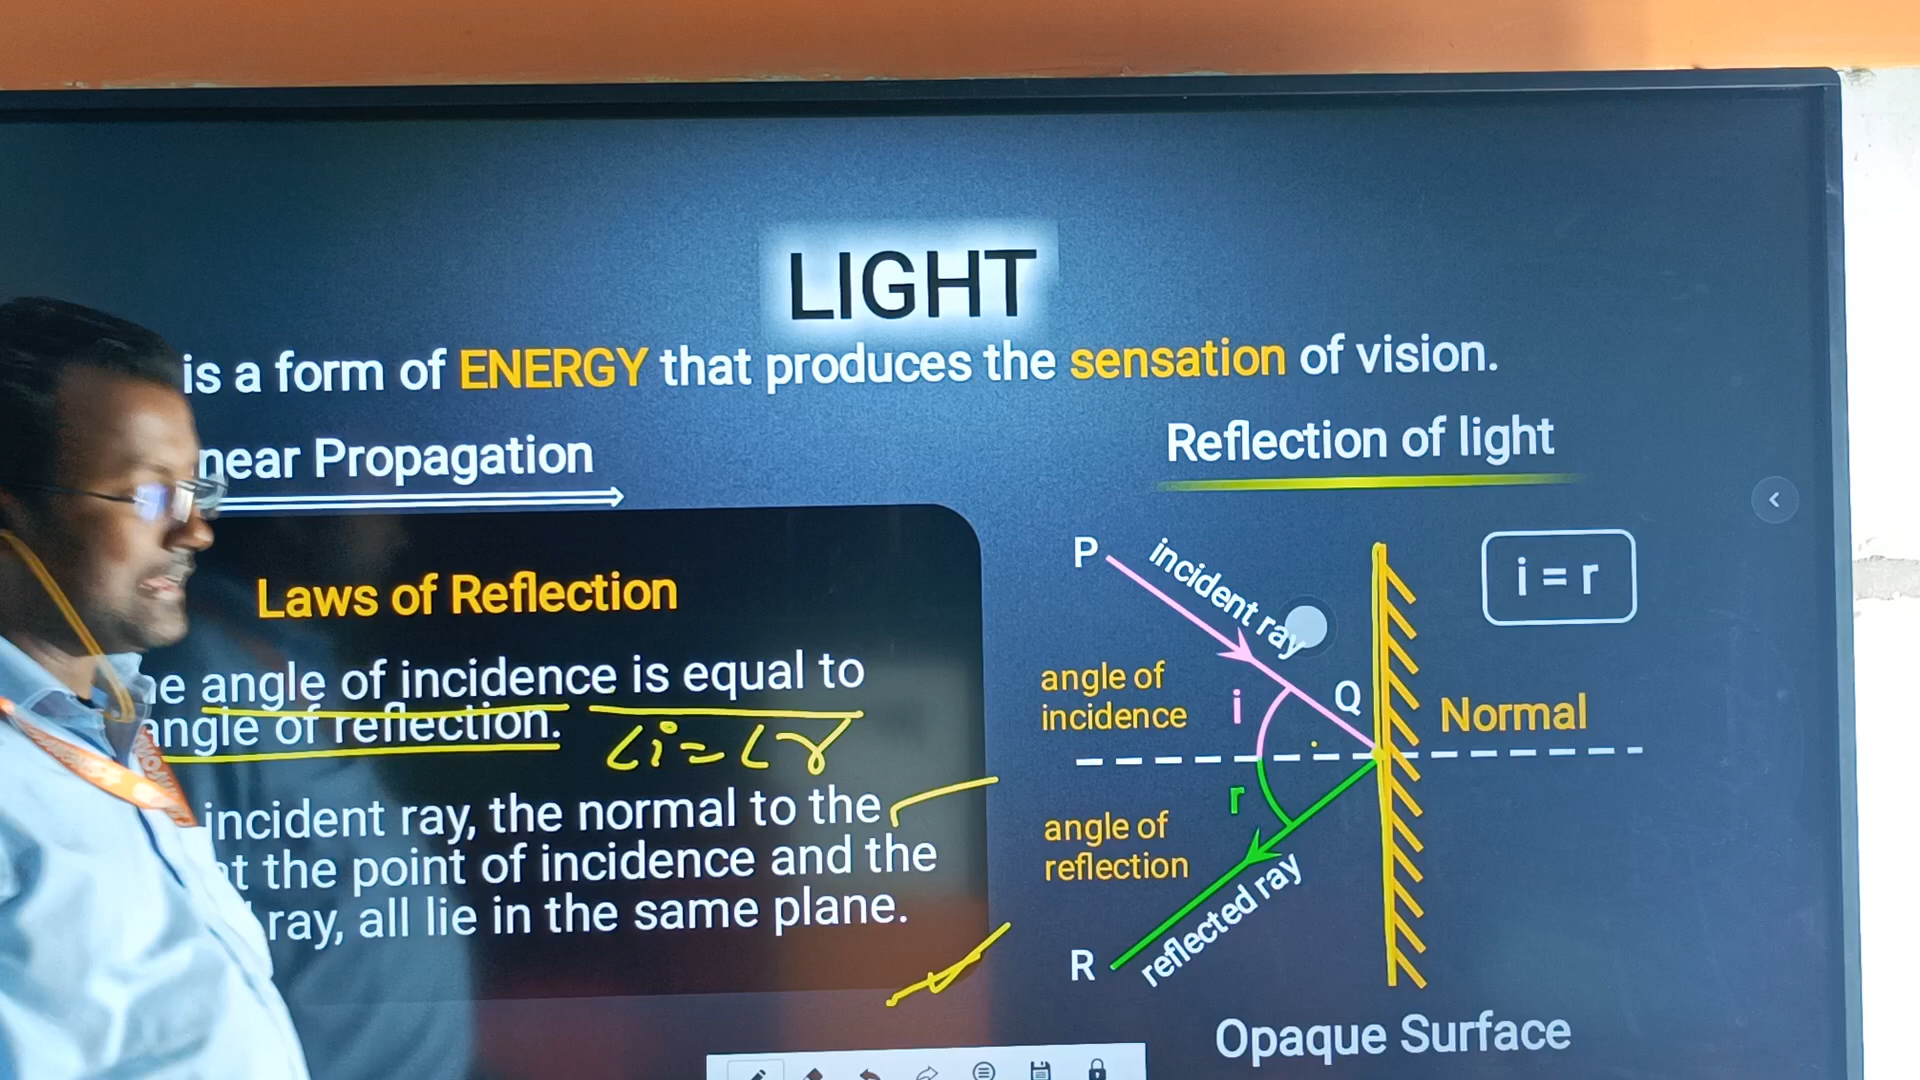 LIGHT
is a form of ENERGY that produces the sensation of vision.
near Propagation
Reflection of light
Laws of Reflection
he angle of incidence is equal to
angle of reflection.
∠i = ∠r
incident ray, the normal to the
at the point of incidence and the
ray, all lie in the same plane.
P
incident ray
i = r
angle of
incidence
i
Q
Normal
r
angle of
reflection
R
reflected ray
Opaque Surface